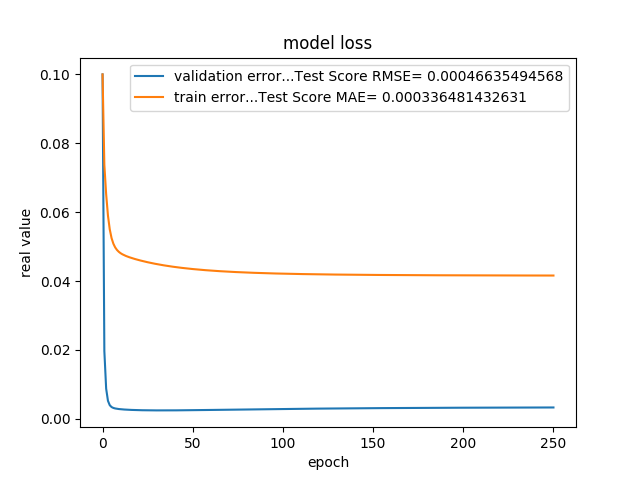 model loss
validation error...Test Score RMSE= 0.00046635494568
train error...Test Score MAE= 0.000336481432631
0.10
0.08
0.06
0.04
0.02
0.00
real value
0
50
100
150
200
250
epoch